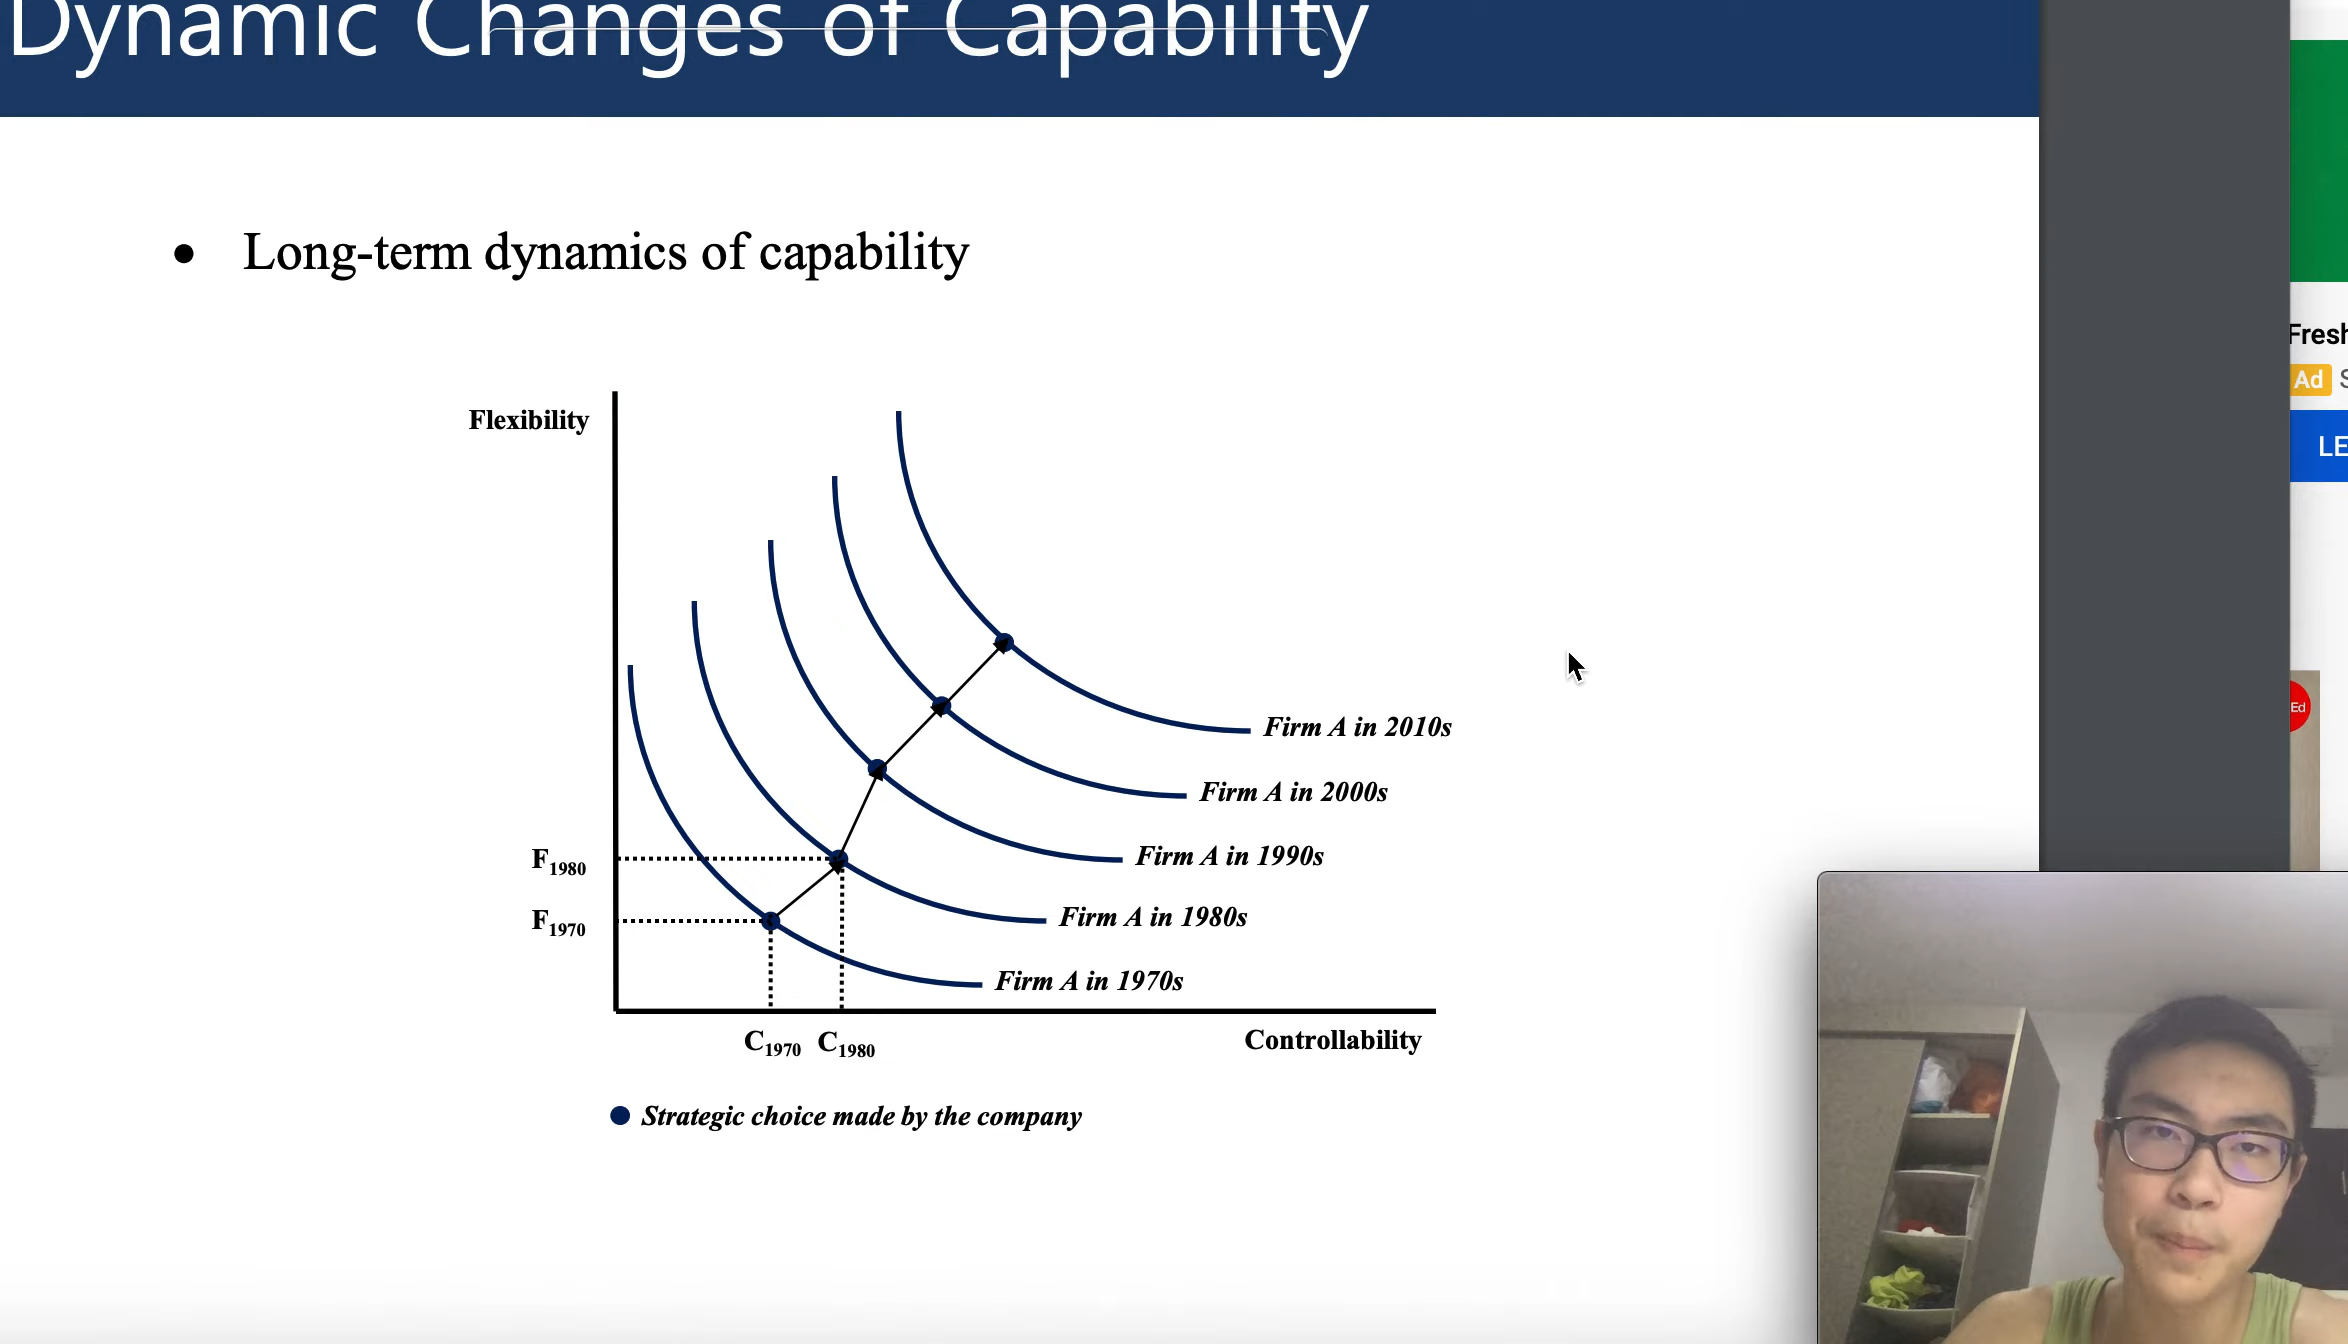 Dynamic Changes of Capability
• Long-term dynamics of capability
Flexibility
Firm A in 2010s
Firm A in 2000s
Firm A in 1990s
F1980
Firm A in 1980s
F1970
Firm A in 1970s
C1970 C1980
Controllability
Strategic choice made by the company
Ad
Ed